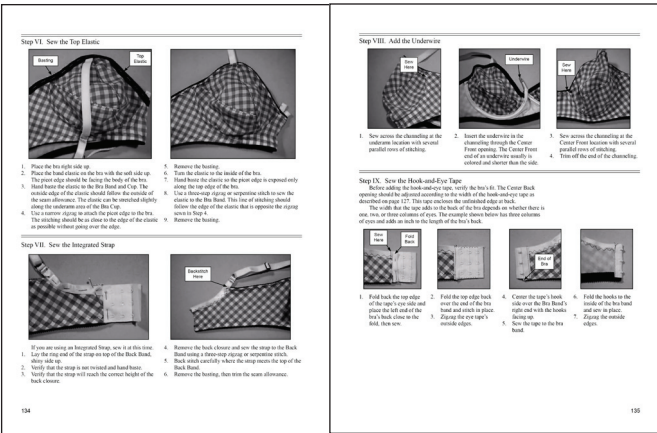 Step VI. Sew the Top Elastic
Basting
Top
Elastic
1. Place the bra right side up.
2. Place the band elastic on the bra with the soft side up.
The picot edge should be facing the body of the bra.
3. Hand baste the elastic to the Bra Band and Cup. The
outside edge of the elastic should follow the outside of
the seam allowance. The elastic can be stretched slightly
along the underarm area of the Bra Cup.
4. Use a narrow zigzag to attach the picot edge to the bra.
The stitching should be as close to the edge of the elastic
as possible without going over the edge.
5. Remove the basting.
6. Turn the elastic to the inside of the bra.
7. Hand baste the elastic so the picot edge is exposed only
along the top edge of the bra.
8. Use a three-step zigzag or serpentine stitch to sew the
elastic to the Bra Band. This line of stitching should
follow the edge of the elastic that is opposite the zigzag
sewn in Step 4.
9. Remove the basting.
Step VII. Sew the Integrated Strap
Backstitch
Here
If you are using an Integrated Strap, sew it at this time.
1. Lay the ring end of the strap on top of the Back Band,
shiny side up.
2. Verify that the strap is not twisted and hand baste.
3. Verify that the strap will reach the correct height of the
back closure.
4. Remove the back closure and sew the strap to the Back
Band using a three-step zigzag or serpentine stitch.
5. Back stitch carefully where the strap meets the top of the
Back Band.
6. Remove the basting, then trim the seam allowance.
134
Step VIII. Add the Underwire
Sew
Here
Underwire
Sew
Here
1. Sew across the channeling at the
underarm location with several
parallel rows of stitching.
2. Insert the underwire in the
channeling through the Center
Front opening. The Center Front
end of an underwire usually is
colored and shorter than the side.
3. Sew across the channeling at the
Center Front location with several
parallel rows of stitching.
4. Trim off the end of the channeling.
Step IX. Sew the Hook-and-Eye Tape
Before adding the hook-and-eye tape, verify the bra's fit. The Center Back
opening should be adjusted according to the width of the hook-and-eye tape as
described on page 127. This tape encloses the unfinished edge at back.
The width that the tape adds to the back of the bra depends on whether there is
one, two, or three columns of eyes. The example shown below has three columns
of eyes and adds an inch to the length of the bra's back.
Sew
Here
Fold
Back
End of
Bra
1. Fold back the top edge
of the tape's eye side and
place the left end of the
bra's back close to the
fold, then sew.
2. Fold the top edge back
over the end of the bra
band and stitch in place.
3. Zigzag the eye tape's
outside edges.
4. Center the tape's hook
side over the Bra Band's
right end with the hooks
facing up.
5. Sew the tape to the bra
band.
6. Fold the hooks to the
inside of the bra band
and sew in place.
7. Zigzag the outside
edges.
135